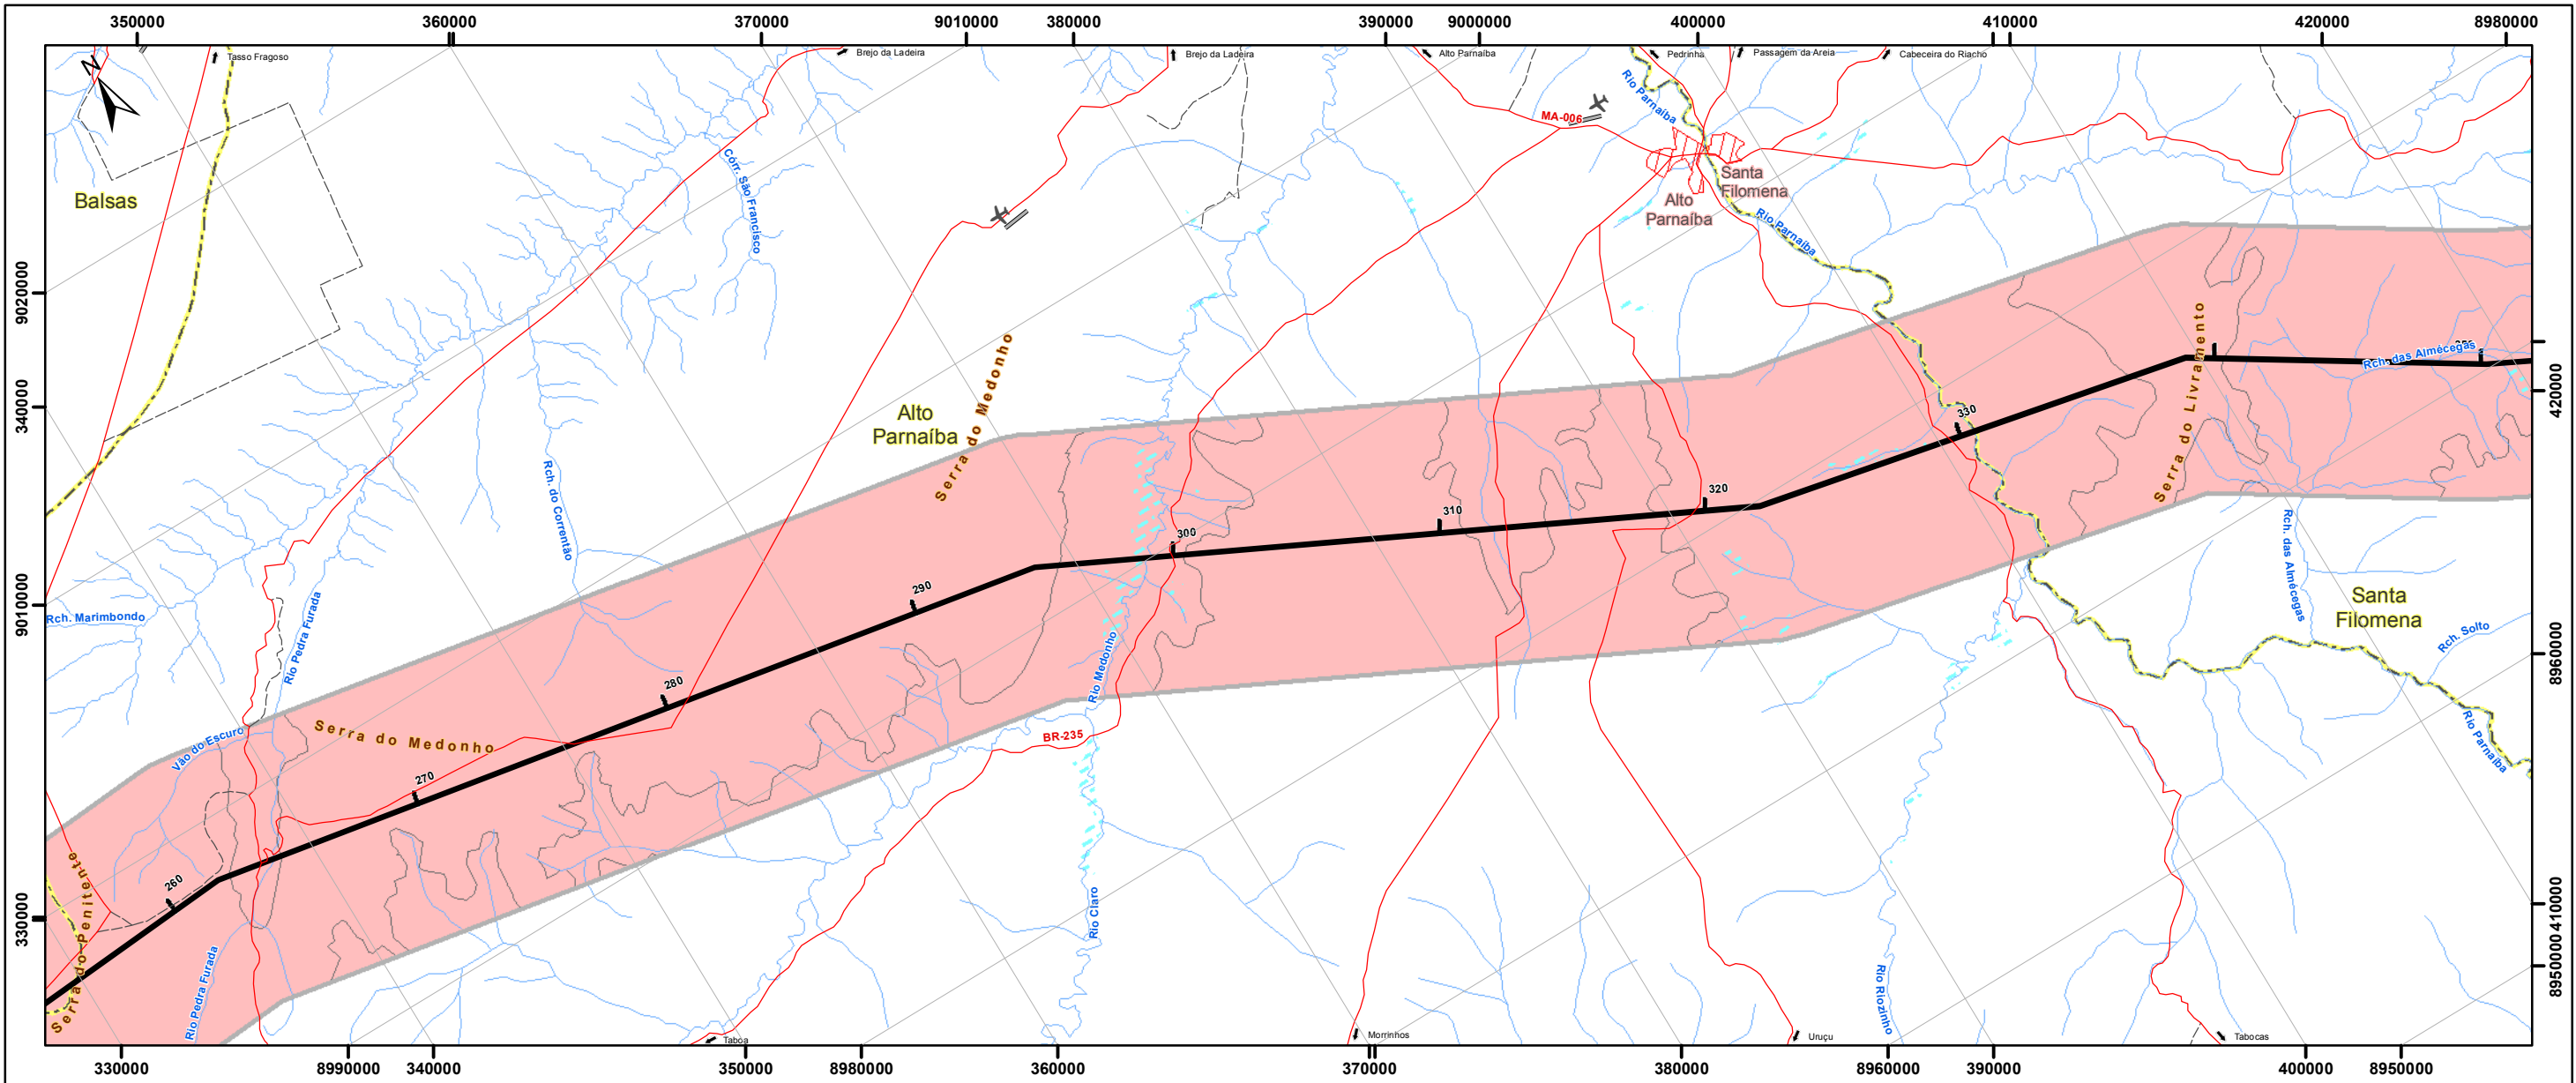 350000
360000
370000
9010000
380000
390000
9000000
400000
410000
420000
8980000
N
Tasso Fragoso
Brejo da Ladeira
Brejo da Ladeira
Alto Parnaíba
Pedrinha
Passagem da Areia
Cabeceira do Riacho
Rio Parnaíba
MA-006
Córr. São Francisco
Balsas
Santa
Filomena
Alto
Parnaíba
Rio Parnaíba
9020000
340000
9010000
330000
Serra do Medonho
Alto
Parnaíba
Serra do Livramento
Rch. das Almécegas
420000
330
Rch. do Correntão
320
310
300
290
Rch. das Almécegas
Santa
Filomena
Rch. Solto
Rch. Marimbondo
Rio Pedra Furada
Rio Medonho
8960000
280
Serra do Medonho
Vão do Escuro
BR-235
Rio Parnaíba
270
260
Serra do Penitente
Rio Claro
410000
8950000
Rio Pedra Furada
Rio Riozinho
Taboa
Morrinhos
Uruçu
Tabocas
330000
8990000
340000
350000
8980000
360000
370000
380000
8960000
390000
400000
8950000